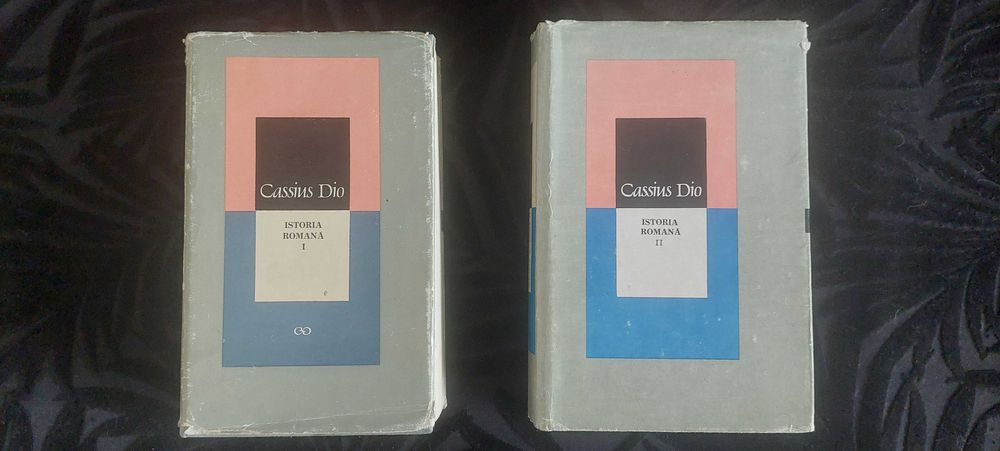 Cassius Dio
ISTORIA
ROMANĂ
I
Cassius Dio
ISTORIA
ROMANĂ
II